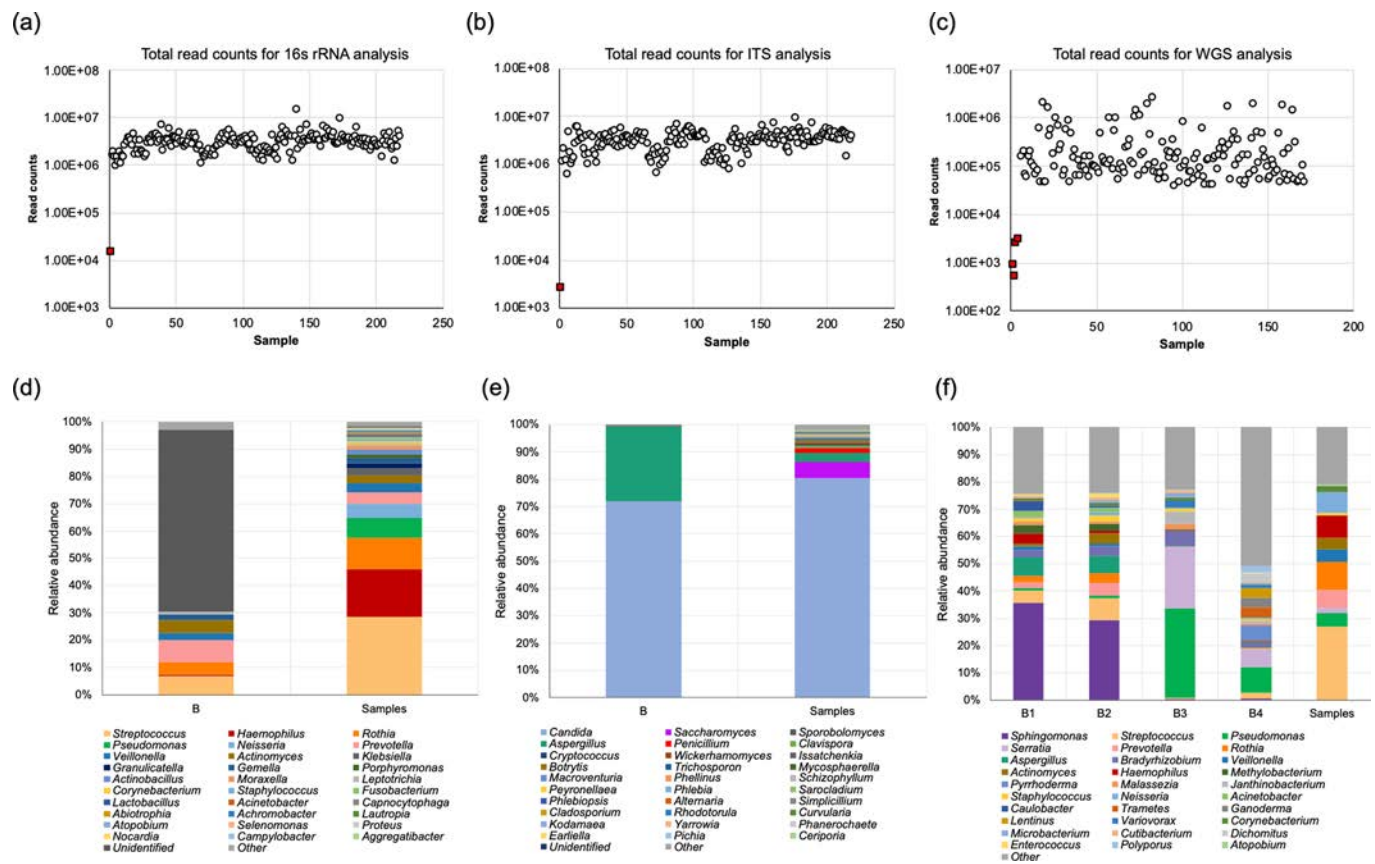 (a)
Total read counts for 16s rRNA analysis
1.00E+08
1.00E+07
1.00E+06
1.00E+05
1.00E+04
1.00E+03
Read counts
0 50 100 150 200 250
Sample
(b)
Total read counts for ITS analysis
1.00E+08
1.00E+07
1.00E+06
1.00E+05
1.00E+04
1.00E+03
Read counts
0 50 100 150 200 250
Sample
(c)
Total read counts for WGS analysis
1.00E+07
1.00E+06
1.00E+05
1.00E+04
1.00E+03
1.00E+02
Read counts
0 50 100 150 200
Sample
(d)
100%
90%
80%
70%
60%
50%
40%
30%
20%
10%
0%
Relative abundance
B Samples
Streptococcus Haemophilus Rothia
Pseudomonas Neisseria Prevotella
Veillonella Actinomyces Klebsiella
Granulicatella Gemella Porphyromonas
Actinobacillus Moraxella Leptotrichia
Corynebacterium Staphylococcus Fusobacterium
Lactobacillus Acinetobacter Capnocytophaga
Abiotrophia Achromobacter Lautropia
Atopobium Selenomonas Proteus
Nocardia Campylobacter Aggregatibacter
Unidentified Other
(e)
100%
90%
80%
70%
60%
50%
40%
30%
20%
10%
0%
Relative abundance
B Samples
Candida Saccharomyces Sporobolomyces
Aspergillus Penicillium Clavispora
Cryptococcus Wickerhamomyces Issatchenkia
Botrytis Trichosporon Mycosphaerella
Macroventuria Phellinus Schizophyllum
Peyronellaea Phlebia Sarocladium
Phlebiopsis Alternaria Simplicillium
Cladosporium Rhodotorula Curvularia
Kodamaea Yarrowia Phanerochaete
Earliella Pichia Ceriporia
Unidentified Other
(f)
100%
90%
80%
70%
60%
50%
40%
30%
20%
10%
0%
Relative abundance
B1 B2 B3 B4 Samples
Sphingomonas Streptococcus Pseudomonas
Serratia Prevotella Rothia
Aspergillus Bradyrhizobium Veillonella
Actinomyces Haemophilus Methylobacterium
Pyrrhoderma Malassezia Janthinobacterium
Staphylococcus Neisseria Acinetobacter
Caulobacter Trametes Ganoderma
Lentinus Variovorax Corynebacterium
Microbacterium Cutibacterium Dichomitus
Enterococcus Polyporus Atopobium
Other